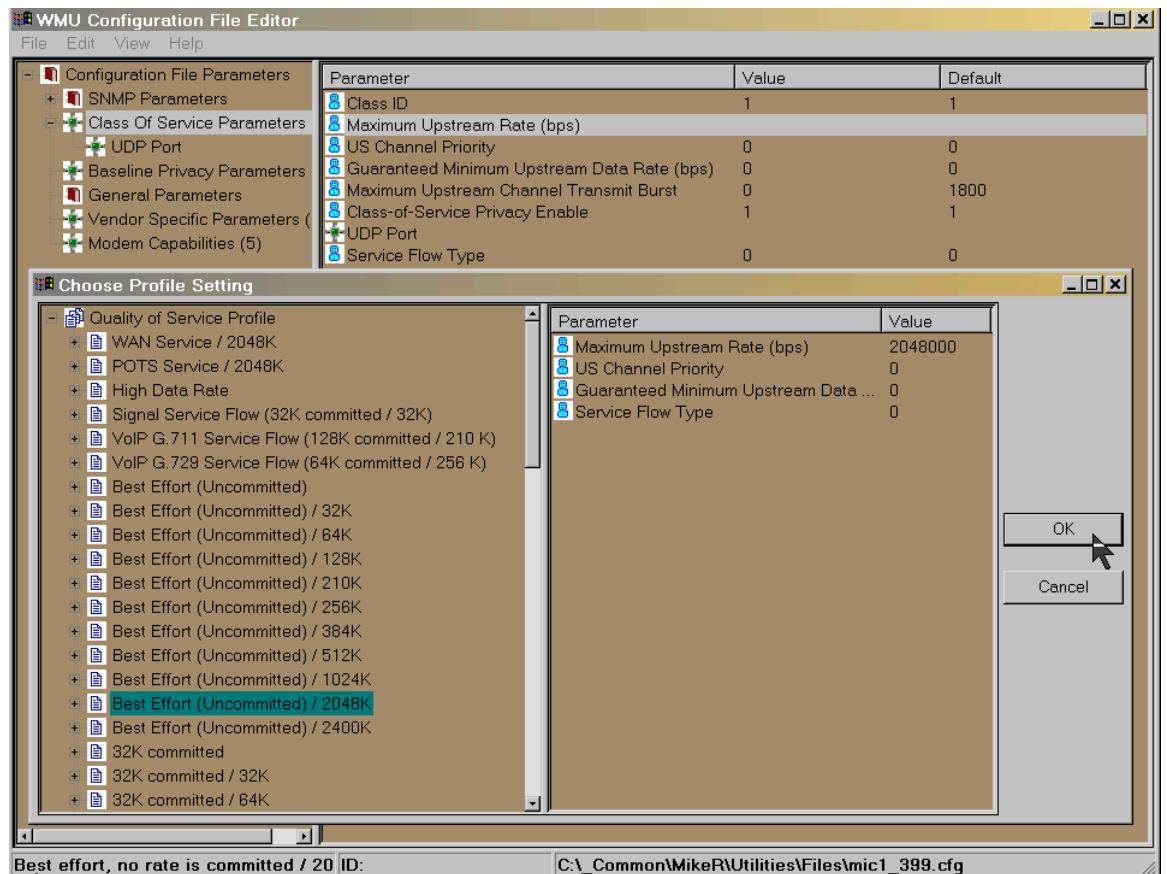 WMU Configuration File Editor
File Edit View Help
Configuration File Parameters
SNMP Parameters
Class Of Service Parameters
UDP Port
Baseline Privacy Parameters
General Parameters
Vendor Specific Parameters (
Modem Capabilities (5)
Parameter Value Default
Class ID 1 1
Maximum Upstream Rate (bps)
US Channel Priority 0 0
Guaranteed Minimum Upstream Data Rate (bps) 0 0
Maximum Upstream Channel Transmit Burst 0 1800
Class-of-Service Privacy Enable 1 1
UDP Port
Service Flow Type 0 0
Choose Profile Setting
Quality of Service Profile
WAN Service / 2048K
POTS Service / 2048K
High Data Rate
Signal Service Flow (32K committed / 32K)
VoIP G.711 Service Flow (128K committed / 210 K)
VoIP G.729 Service Flow (64K committed / 256 K)
Best Effort (Uncommitted)
Best Effort (Uncommitted) / 32K
Best Effort (Uncommitted) / 64K
Best Effort (Uncommitted) / 128K
Best Effort (Uncommitted) / 210K
Best Effort (Uncommitted) / 256K
Best Effort (Uncommitted) / 384K
Best Effort (Uncommitted) / 512K
Best Effort (Uncommitted) / 1024K
Best Effort (Uncommitted) / 2048K
Best Effort (Uncommitted) / 2400K
32K committed
32K committed / 32K
32K committed / 64K
Parameter Value
Maximum Upstream Rate (bps) 2048000
US Channel Priority 0
Guaranteed Minimum Upstream Data ... 0
Service Flow Type 0
OK
Cancel
Best effort, no rate is committed / 20 ID: C:\_Common\MikeR\Utilities\Files\mic1_399.cfg